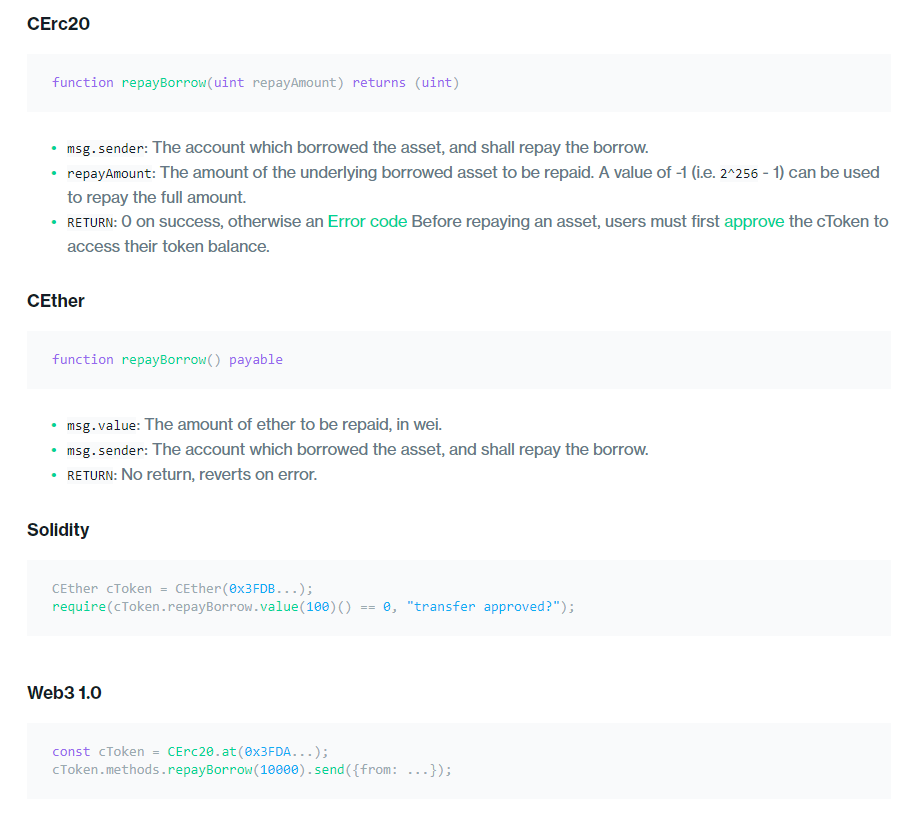 CErc20
function repayBorrow(uint repayAmount) returns (uint)
• msg.sender: The account which borrowed the asset, and shall repay the borrow.
• repayAmount: The amount of the underlying borrowed asset to be repaid. A value of -1 (i.e. 2^256 - 1) can be used
to repay the full amount.
• RETURN: 0 on success, otherwise an Error code Before repaying an asset, users must first approve the cToken to
access their token balance.
CEther
function repayBorrow() payable
• msg.value: The amount of ether to be repaid, in wei.
• msg.sender: The account which borrowed the asset, and shall repay the borrow.
• RETURN: No return, reverts on error.
Solidity
CEther cToken = CEther(0x3FDB...);
require(cToken.repayBorrow.value(100)() == 0, "transfer approved?");
Web3 1.0
const cToken = CErc20.at(0x3FDA...);
cToken.methods.repayBorrow(10000).send({from: ...});